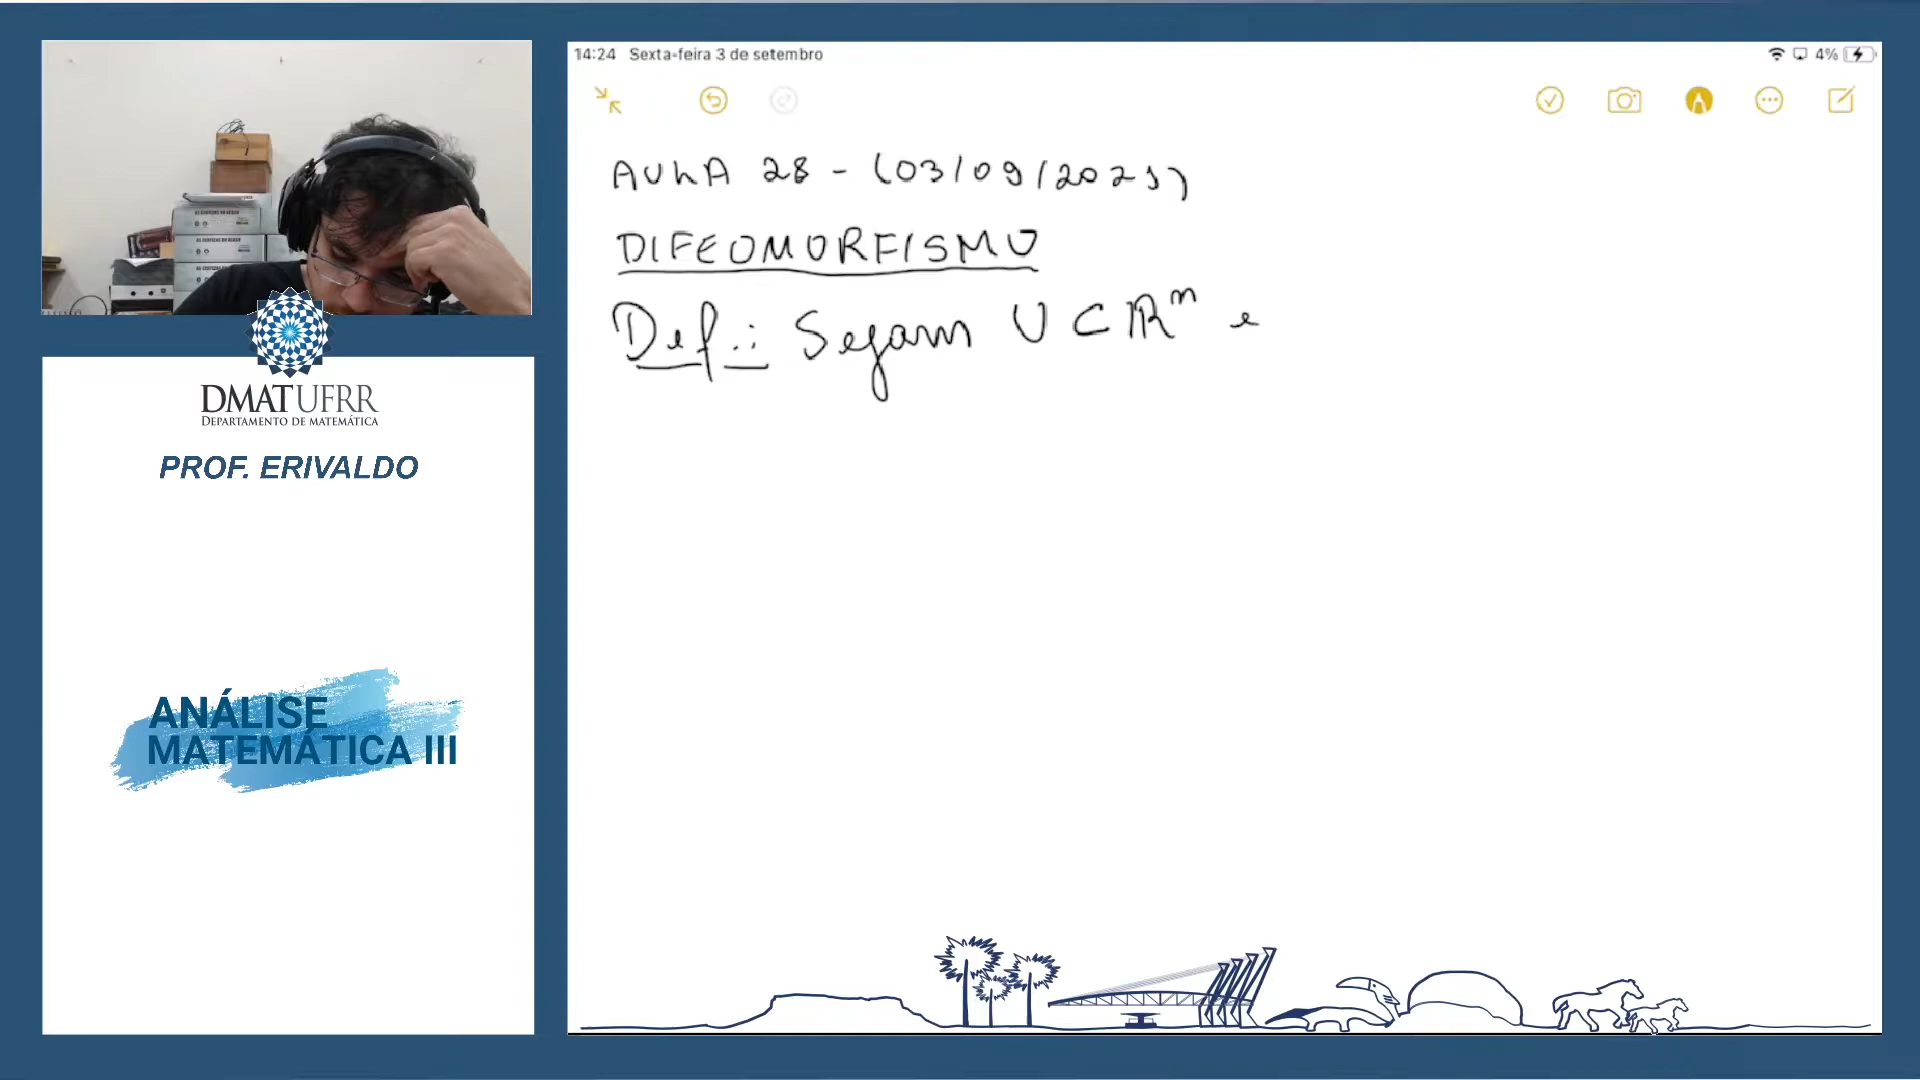 14:24 Sexta-feira 3 de setembro
4%
AULA 28 - (03/09/2021)
DIFEOMORFISMO
Def.: Sejam U ⊂ ℝⁿ e
DMATUFRR
DEPARTAMENTO DE MATEMÁTICA
PROF. ERIVALDO
ANÁLISE
MATEMÁTICA III